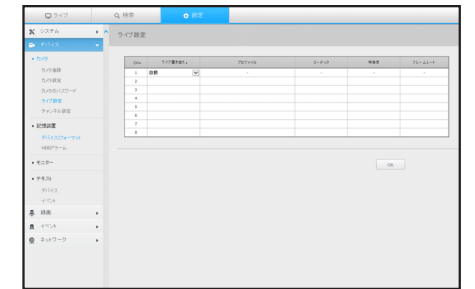 ライブ
検索
設定
システム
デバイス
ライブ設定
• カメラ
カメラ登録
カメラ設定
カメラのパスワード
ライブ設定
チャンネル設定
• 記憶装置
デバイス/フォーマット
HDDアラーム
• モニター
• テキスト
デバイス
イベント
録画
イベント
ネットワーク
プロファイル コーデック 解像度 フレームレート
1 自動 - - - -
2
3
4
5
6
7
8
OK